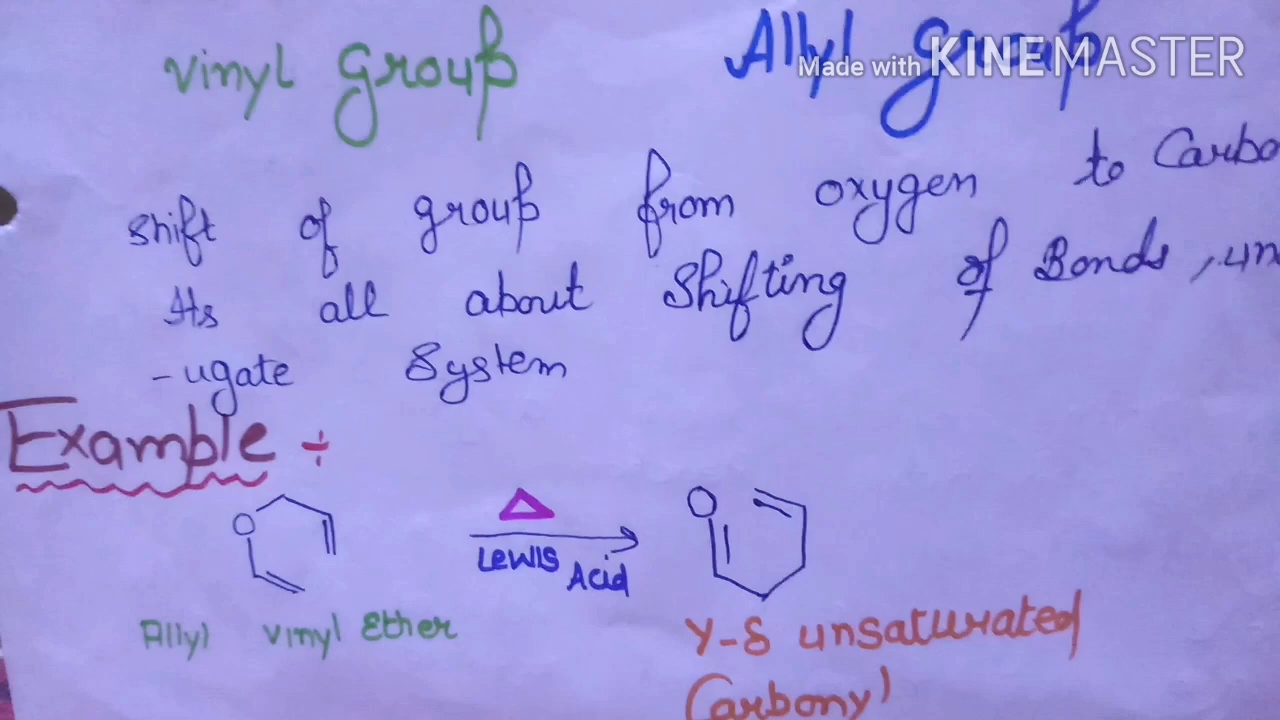 Vinyl Group Allyl Group
Made with KINEMASTER
Shift of group from oxygen to Carbo
Its all about Shifting of Bonds, un
-ugate System
Example ÷
O Δ O
Lewis Acid
Allyl Vinyl Ether
γ-δ unsaturated
Carbonyl